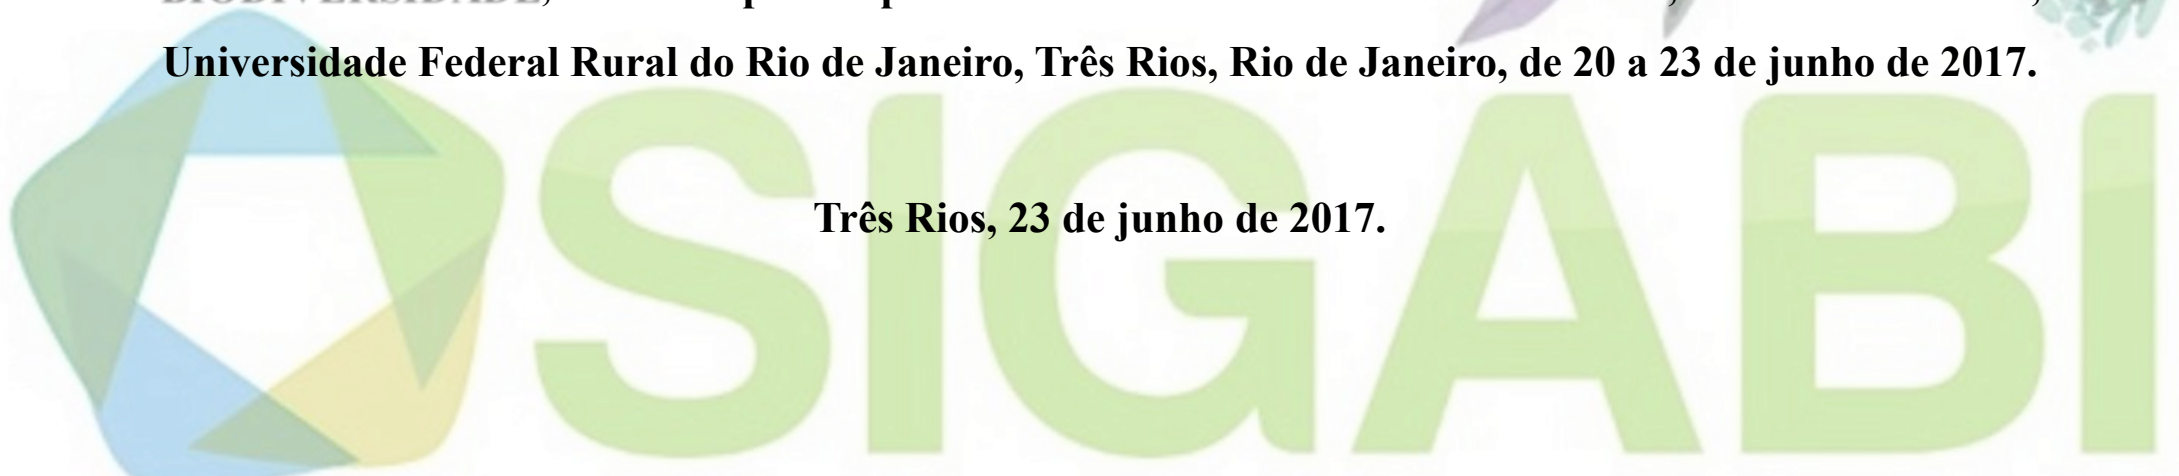 BIODIVERSIDADE,
Universidade Federal Rural do Rio de Janeiro, Três Rios, Rio de Janeiro, de 20 a 23 de junho de 2017.
Três Rios, 23 de junho de 2017.
SIGABI